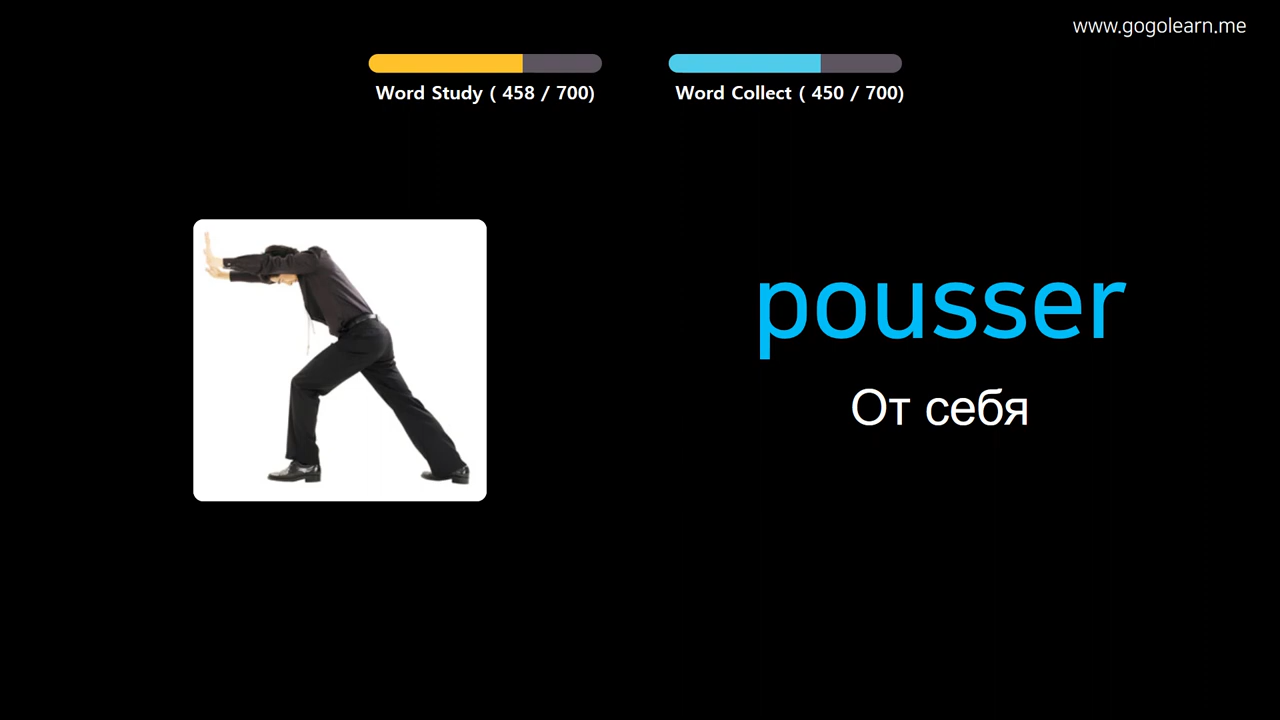 www.gogolearn.me
Word Study ( 458 / 700)
Word Collect ( 450 / 700)
pousser
От себя